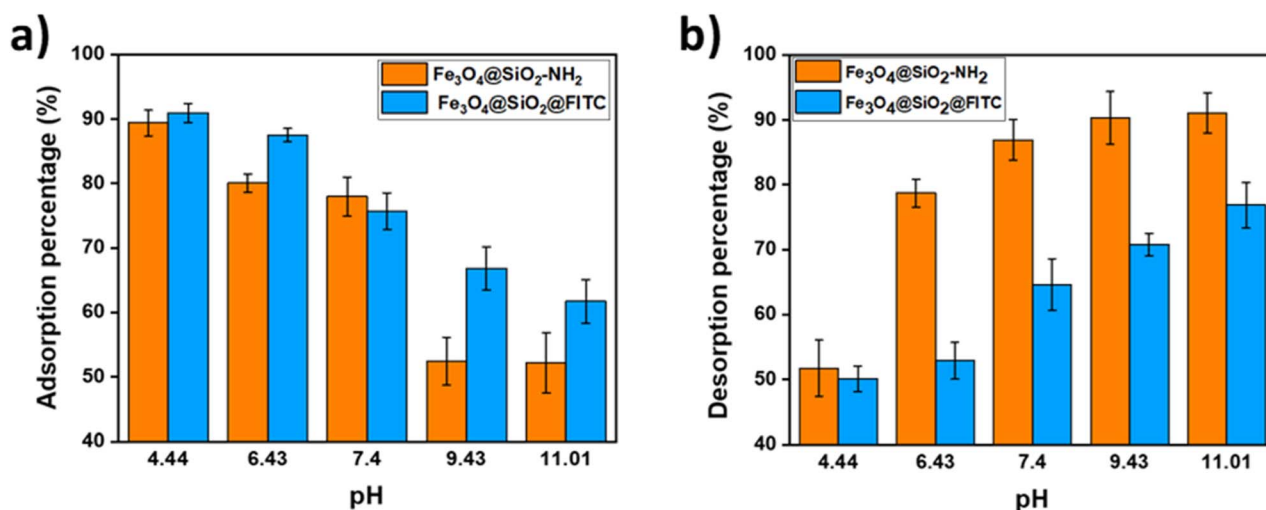 a)
Adsorption percentage (%)
100
90
80
70
60
50
40
Fe₃O₄@SiO₂-NH₂
Fe₃O₄@SiO₂@FITC
4.44 6.43 7.4 9.43 11.01
pH
b)
Desorption percentage (%)
100
90
80
70
60
50
40
Fe₃O₄@SiO₂-NH₂
Fe₃O₄@SiO₂@FITC
4.44 6.43 7.4 9.43 11.01
pH